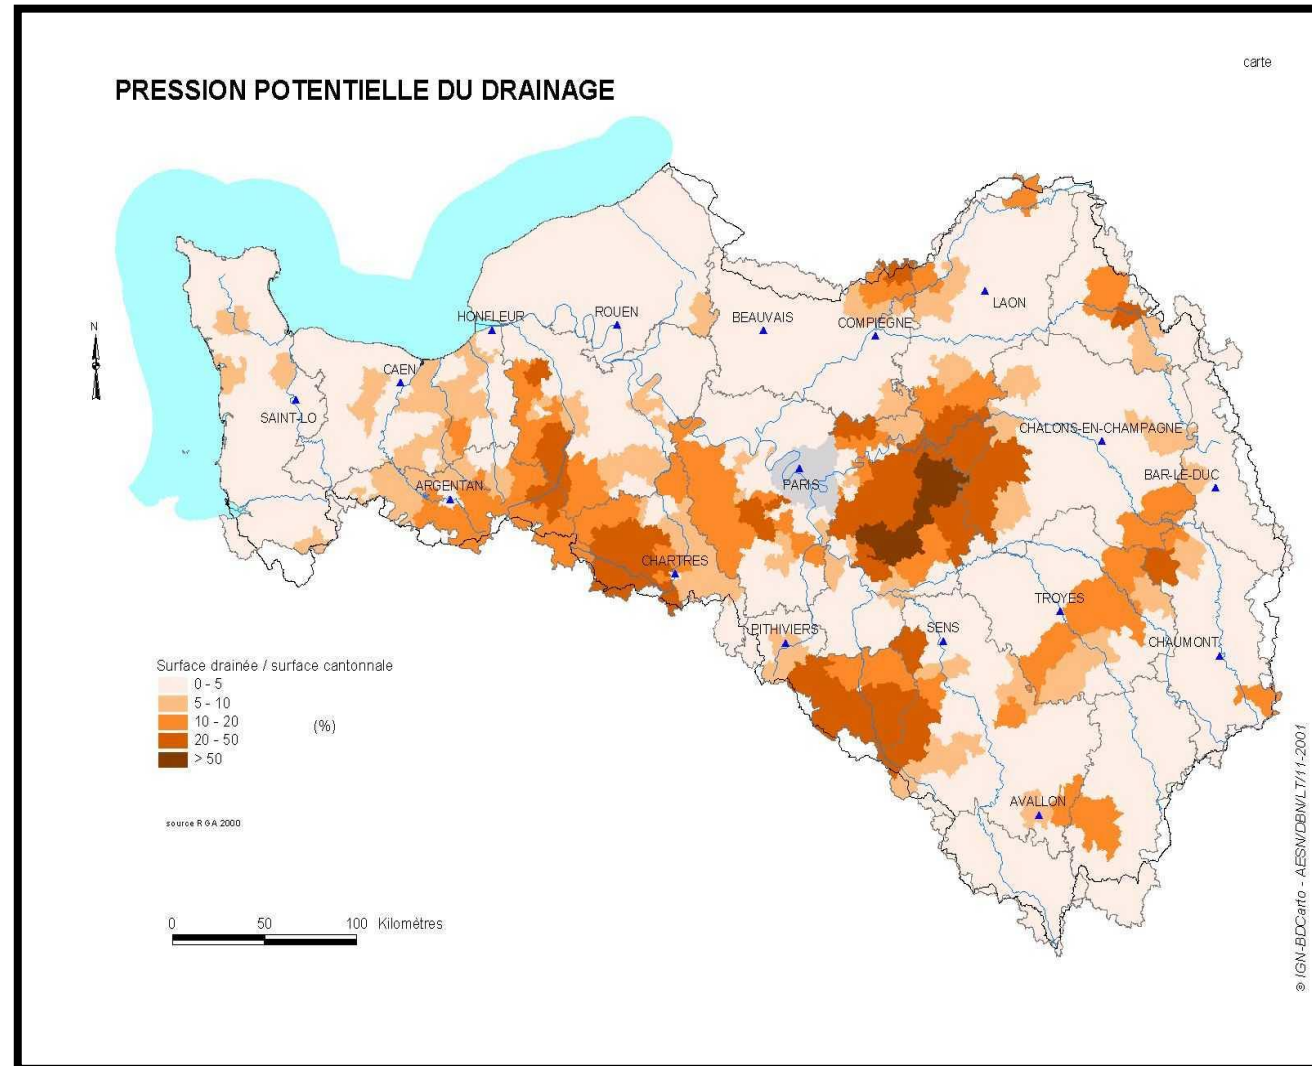 carte
PRESSION POTENTIELLE DU DRAINAGE
N
HONFLEUR
ROUEN
BEAUVAIS
COMPIEGNE
LAON
CAEN
SAINT-LO
CHALONS-EN-CHAMPAGNE
ARGENTAN
PARIS
BAR-LE-DUC
CHARTRES
TROYES
PITHIVIERS
SENS
CHAUMONT
AVALLON
Surface drainée / surface cantonnale
0 - 5
5 - 10
10 - 20
20 - 50
> 50
(%)
source RGA 2000
0 50 100 Kilomètres
© IGN-BDCarto - AESN/DBN/LT/11-2001